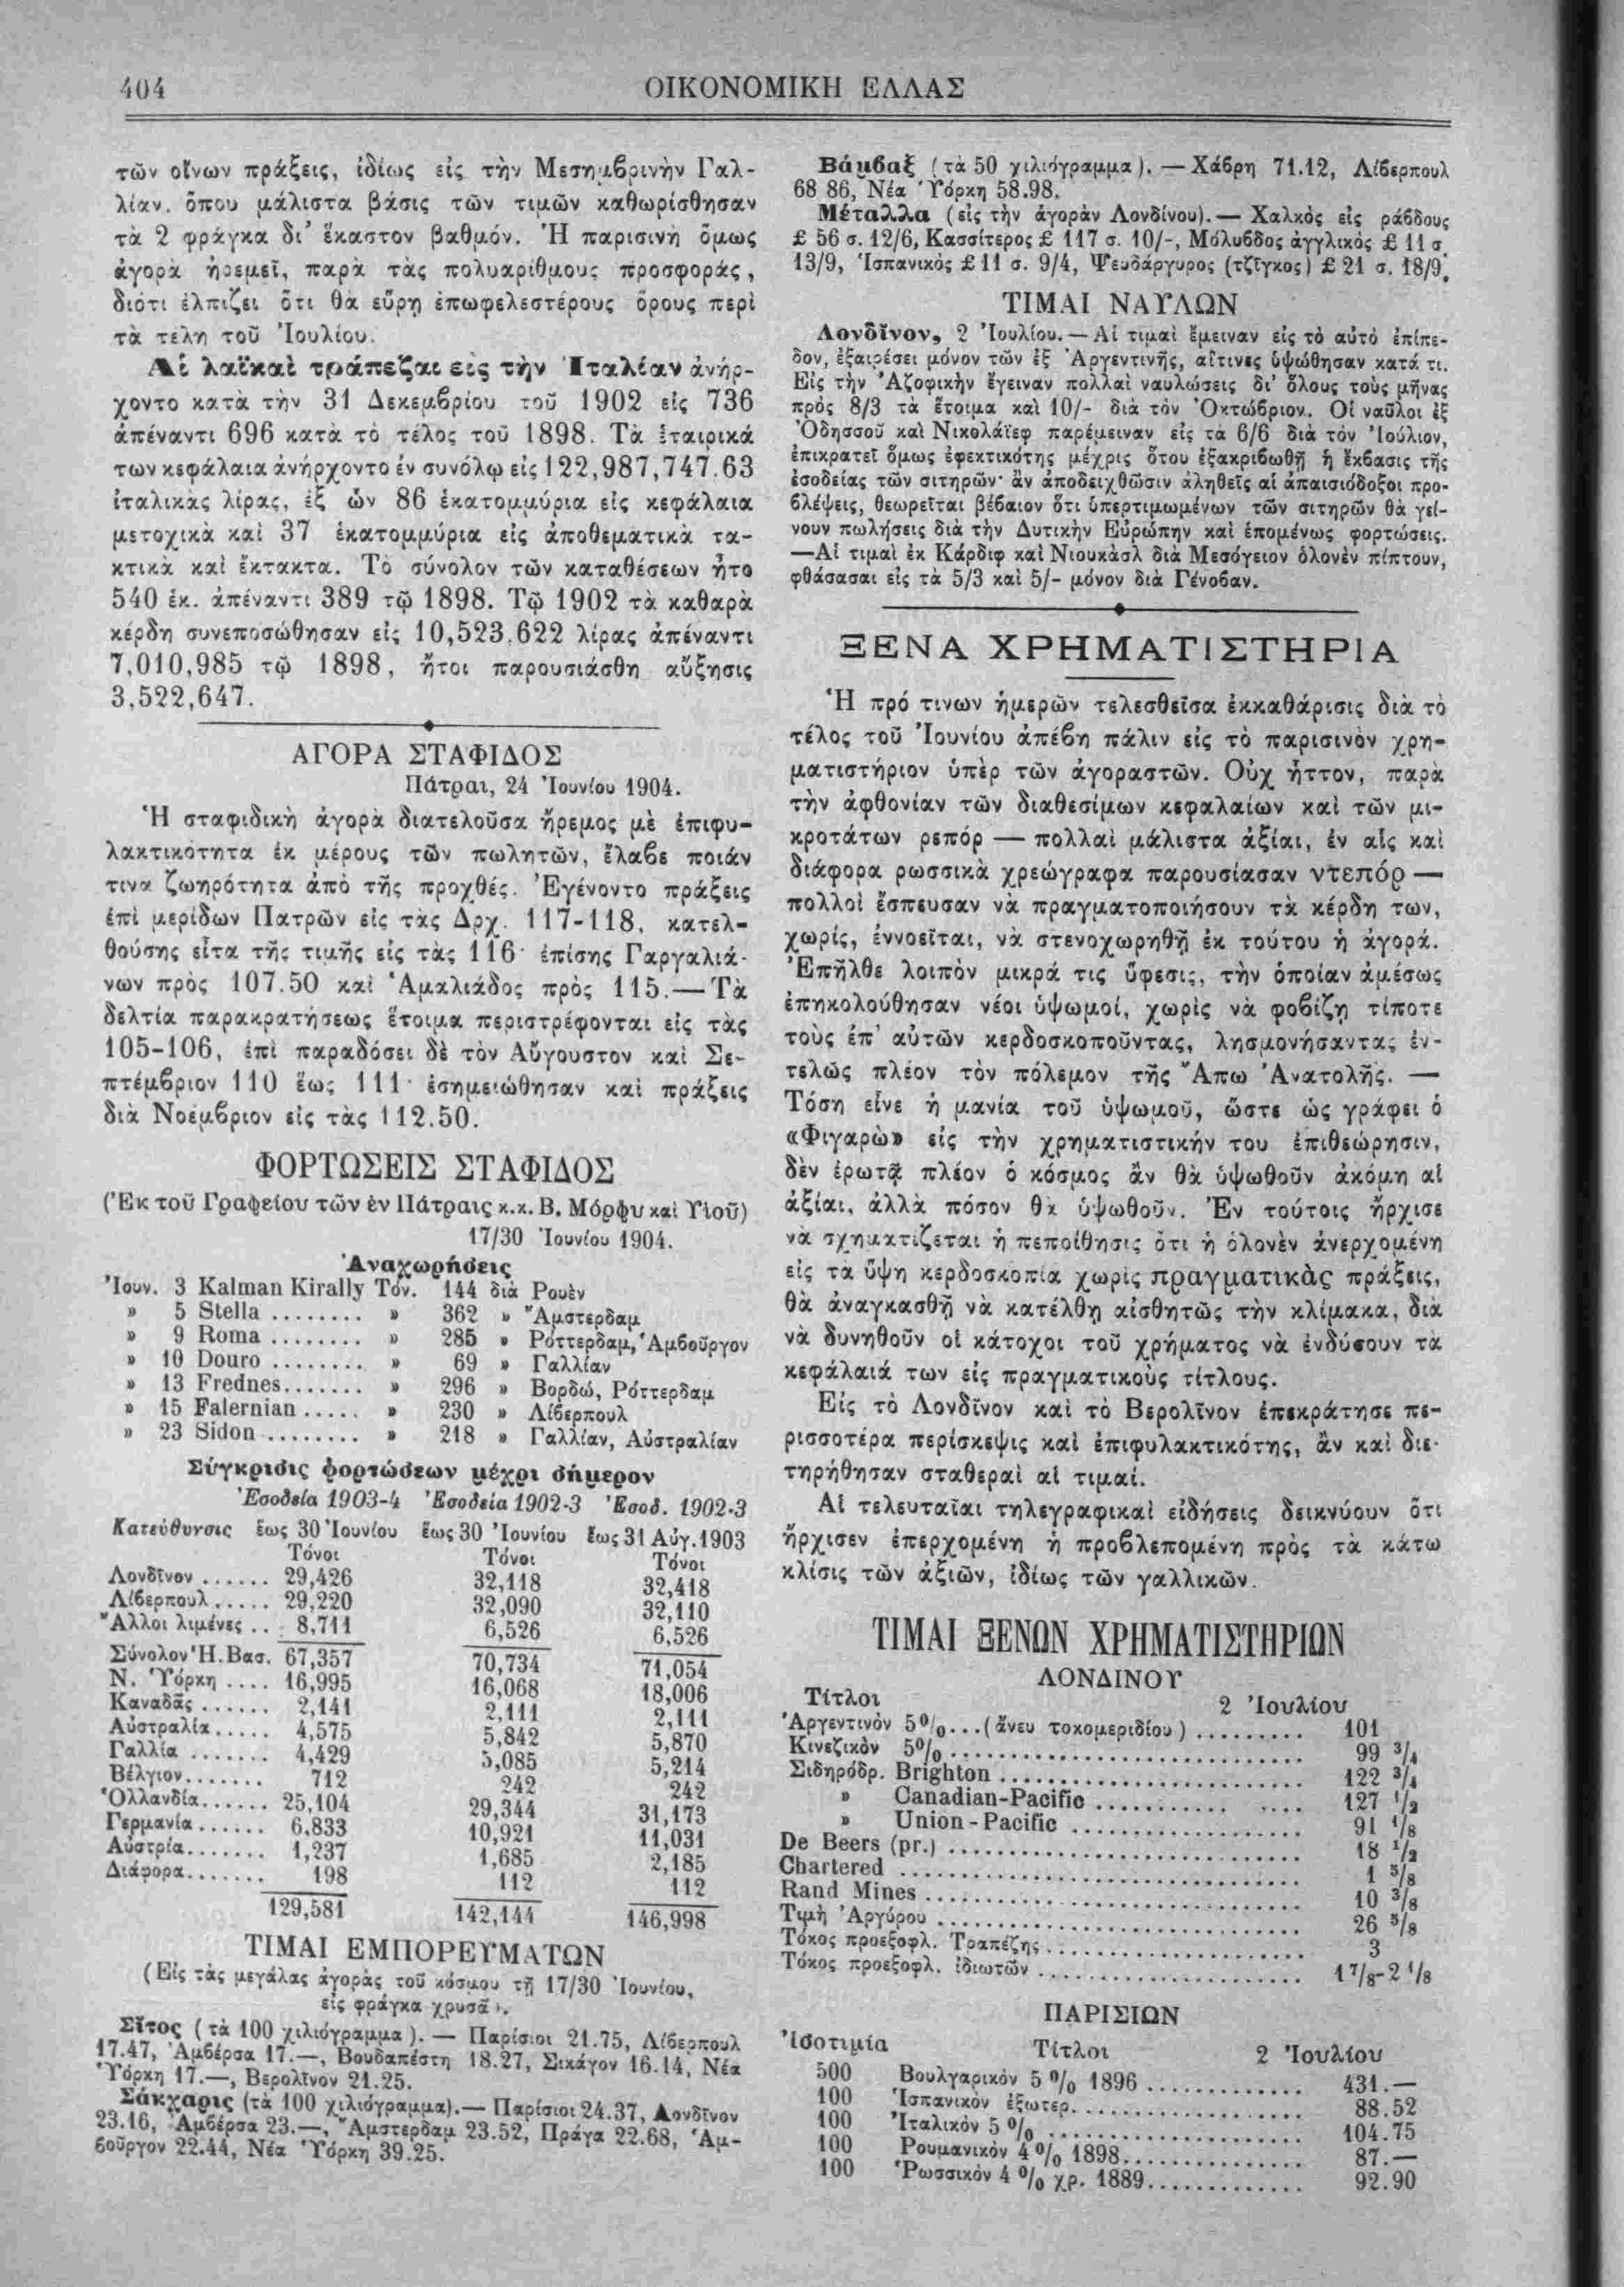 404
ΟΙΚΟΝΟΜΙΚΗ ΕΛΛΑΣ
τῶν οἴνων πράξεις, ἰδίως εἰς τὴν Μεσημβρινὴν Γαλ-
λίαν, ὅπου μάλιστα βάσις τῶν τιμῶν καθωρίσθησαν
τὰ 2 φράγκα δι' ἕκαστον βαθμόν. Ἡ παρισινὴ ὅμως
ἀγορὰ ἠρεμεῖ, παρὰ τὰς πολυαρίθμους προσφοράς,
διότι ἐλπίζει ὅτι θὰ εὕρῃ ἐπωφελεστέρους ὅρους περὶ
τὰ τέλη τοῦ Ἰουλίου.
Αἱ λαϊκαὶ τράπεζαι εἰς τὴν Ἰταλίαν ἀνήρ-
χοντο κατὰ τὴν 31 Δεκεμβρίου τοῦ 1902 εἰς 736
ἀπέναντι 696 κατὰ τὸ τέλος τοῦ 1898. Τὰ ἑταιρικά
των κεφάλαια ἀνήρχοντο ἐν συνόλῳ εἰς 122,987,747.63
ἰταλικὰς λίρας, ἐξ ὧν 86 ἑκατομμύρια εἰς κεφάλαια
μετοχικὰ καὶ 37 ἑκατομμύρια εἰς ἀποθεματικὰ τα-
κτικὰ καὶ ἔκτακτα. Τὸ σύνολον τῶν καταθέσεων ἦτο
540 ἑκ. ἀπέναντι 389 τῷ 1898. Τῷ 1902 τὰ καθαρὰ
κέρδη συνεποσώθησαν εἰς 10,523,622 λίρας ἀπέναντι
7,010,985 τῷ 1898, ἤτοι παρουσιάσθη αὔξησις
3,522,647.
ΑΓΟΡΑ ΣΤΑΦΙΔΟΣ
Πάτραι, 24 Ἰουνίου 1904.
Ἡ σταφιδικὴ ἀγορὰ διατελοῦσα ἤρεμος μὲ ἐπιφυ-
λακτικότητα ἐκ μέρους τῶν πωλητῶν, ἔλαβε ποιάν
τινα ζωηρότητα ἀπὸ τῆς προχθές. Ἐγένοντο πράξεις
ἐπὶ μερίδων Πατρῶν εἰς τὰς Δρχ. 117-118, κατελ-
θούσης εἶτα τῆς τιμῆς εἰς τὰς 116· ἐπίσης Γαργαλιά-
νων πρὸς 107.50 καὶ Ἀμαλιάδος πρὸς 115.—Τὰ
δελτία παρακρατήσεως ἕτοιμα περιστρέφονται εἰς τὰς
105-106, ἐπὶ παραδόσει δὲ τὸν Αὔγουστον καὶ Σε-
πτέμβριον 110 ἕως 111· ἐσημειώθησαν καὶ πράξεις
διὰ Νοέμβριον εἰς τὰς 112.50.
ΦΟΡΤΩΣΕΙΣ ΣΤΑΦΙΔΟΣ
(Ἐκ τοῦ Γραφείου τῶν ἐν Πάτραις κ.κ. Β. Μόρφυ καὶ Υἱοῦ)
17/30 Ἰουνίου 1904.
Ἀναχωρήσεις
Ἰουν. 3 Kalman Kirally Τόν. 144 διὰ Ρουὲν
» 5 Stella ......... » 362 » Ἄμστερδαμ
» 9 Roma ......... » 285 » Ρόττερδαμ, Ἀμβοῦργον
» 10 Douro ......... » 69 » Γαλλίαν
» 13 Frednes....... » 296 » Βορδώ, Ρόττερδαμ
» 15 Falernian ..... » 230 » Λίβερπουλ
» 23 Sidon ......... » 218 » Γαλλίαν, Αὐστραλίαν
Σύγκρισις φορτώσεων μέχρι σήμερον
Ἐσοδεία 1903-4 Ἐσοδεία 1902-3 Ἐσοδ. 1902-3
Κατεύθυνσις ἕως 30 Ἰουνίου ἕως 30 Ἰουνίου ἕως 31 Αὐγ. 1903
Τόνοι Τόνοι Τόνοι
Λονδῖνον ...... 29,426 32,118 32,418
Λίβερπουλ ..... 29,220 32,090 32,110
Ἄλλοι λιμένες .. 8,711 6,526 6,526
Σύνολον Ἡ. Βασ. 67,357 70,734 71,054
Ν. Ὑόρκη .... 16,995 16,068 18,006
Καναδᾶς ...... 2,141 2,111 2,111
Αὐστραλία ..... 4,575 5,842 5,870
Γαλλία ....... 4,429 5,085 5,214
Βέλγιον....... 712 242 242
Ὁλλανδία...... 25,104 29,344 31,173
Γερμανία ...... 6,833 10,921 11,031
Αὐστρία....... 1,237 1,685 2,185
Διάφορα....... 198 112 112
129,581 142,144 146,998
ΤΙΜΑΙ ΕΜΠΟΡΕΥΜΑΤΩΝ
(Εἰς τὰς μεγάλας ἀγορὰς τοῦ κόσμου τῇ 17/30 Ἰουνίου,
εἰς φράγκα χρυσᾶ).
Σῖτος (τὰ 100 χιλιόγραμμα). — Παρίσιοι 21.75, Λίβερπουλ
17.47, Ἀμβέρσα 17.—, Βουδαπέστη 18.27, Σικάγον 16.14, Νέα
Ὑόρκη 17.—, Βερολῖνον 21.25.
Σάκχαρις (τὰ 100 χιλιόγραμμα).— Παρίσιοι 24.37, Λονδῖνον
23.16, Ἀμβέρσα 23.—, Ἄμστερδαμ 23.52, Πράγα 22.68, Ἀμ-
βοῦργον 22.44, Νέα Ὑόρκη 39.25.
Βάμβαξ (τὰ 50 χιλιόγραμμα). — Χάβρη 71.12, Λίβερπουλ
68 86, Νέα Ὑόρκη 58.98.
Μέταλλα (εἰς τὴν ἀγορὰν Λονδίνου).— Χαλκὸς εἰς ράβδους
£ 56 σ. 12/6, Κασσίτερος £ 117 σ. 10/-, Μόλυβδος ἀγγλικὸς £ 11 σ.
13/9, Ἱσπανικὸς £ 11 σ. 9/4, Ψευδάργυρος (τζῖγκος) £ 21 σ. 18/9.
ΤΙΜΑΙ ΝΑΥΛΩΝ
Λονδῖνον, 2 Ἰουλίου.—Αἱ τιμαὶ ἔμειναν εἰς τὸ αὐτὸ ἐπίπε-
δον, ἐξαιρέσει μόνον τῶν ἐξ Ἀργεντινῆς, αἵτινες ὑψώθησαν κατά τι.
Εἰς τὴν Ἀζοφικὴν ἔγειναν πολλαὶ ναυλώσεις δι' ὅλους τοὺς μῆνας
πρὸς 8/3 τὰ ἕτοιμα καὶ 10/- διὰ τὸν Ὀκτώβριον. Οἱ ναῦλοι ἐξ
Ὀδησσοῦ καὶ Νικολάϊεφ παρέμειναν εἰς τὰ 6/6 διὰ τὸν Ἰούλιον,
ἐπικρατεῖ ὅμως ἐφεκτικότης μέχρις ὅτου ἐξακριβωθῇ ἡ ἔκβασις τῆς
ἐσοδείας τῶν σιτηρῶν· ἂν ἀποδειχθῶσιν ἀληθεῖς αἱ ἀπαισιόδοξοι προ-
βλέψεις, θεωρεῖται βέβαιον ὅτι ὑπερτιμωμένων τῶν σιτηρῶν θὰ γεί-
νουν πωλήσεις διὰ τὴν Δυτικὴν Εὐρώπην καὶ ἑπομένως φορτώσεις.
—Αἱ τιμαὶ ἐκ Κάρδιφ καὶ Νιουκὰσλ διὰ Μεσόγειον ὁλονὲν πίπτουν,
φθάσασαι εἰς τὰ 5/3 καὶ 5/- μόνον διὰ Γένοβαν.
ΞΕΝΑ ΧΡΗΜΑΤΙΣΤΗΡΙΑ
Ἡ πρό τινων ἡμερῶν τελεσθεῖσα ἐκκαθάρισις διὰ τὸ
τέλος τοῦ Ἰουνίου ἀπέβη πάλιν εἰς τὸ παρισινὸν χρη-
ματιστήριον ὑπὲρ τῶν ἀγοραστῶν. Οὐχ ἧττον, παρὰ
τὴν ἀφθονίαν τῶν διαθεσίμων κεφαλαίων καὶ τῶν μι-
κροτάτων ρεπόρ — πολλαὶ μάλιστα ἀξίαι, ἐν αἷς καὶ
διάφορα ρωσσικὰ χρεώγραφα παρουσίασαν ντεπόρ —
πολλοὶ ἔσπευσαν νὰ πραγματοποιήσουν τὰ κέρδη των,
χωρίς, ἐννοεῖται, νὰ στενοχωρηθῇ ἐκ τούτου ἡ ἀγορά.
Ἐπῆλθε λοιπὸν μικρά τις ὕφεσις, τὴν ὁποίαν ἀμέσως
ἐπηκολούθησαν νέοι ὑψωμοί, χωρὶς νὰ φοβίζῃ τίποτε
τοὺς ἐπ' αὐτῶν κερδοσκοποῦντας, λησμονήσαντας ἐν-
τελῶς πλέον τὸν πόλεμον τῆς Ἄπω Ἀνατολῆς. —
Τόση εἶνε ἡ μανία τοῦ ὑψωμοῦ, ὥστε ὡς γράφει ὁ
«Φιγαρὼ» εἰς τὴν χρηματιστικήν του ἐπιθεώρησιν,
δὲν ἐρωτᾷ πλέον ὁ κόσμος ἂν θὰ ὑψωθοῦν ἀκόμη αἱ
ἀξίαι, ἀλλὰ πόσον θὰ ὑψωθοῦν. Ἐν τούτοις ἤρχισε
νὰ σχηματίζεται ἡ πεποίθησις ὅτι ἡ ὁλονὲν ἀνερχομένη
εἰς τὰ ὕψη κερδοσκοπία χωρὶς πραγματικὰς πράξεις,
θὰ ἀναγκασθῇ νὰ κατέλθῃ αἰσθητῶς τὴν κλίμακα, διὰ
νὰ δυνηθοῦν οἱ κάτοχοι τοῦ χρήματος νὰ ἐνδύσουν τὰ
κεφάλαιά των εἰς πραγματικοὺς τίτλους.
Εἰς τὸ Λονδῖνον καὶ τὸ Βερολῖνον ἐπεκράτησε πε-
ρισσοτέρα περίσκεψις καὶ ἐπιφυλακτικότης, ἂν καὶ διε-
τηρήθησαν σταθεραὶ αἱ τιμαί.
Αἱ τελευταῖαι τηλεγραφικαὶ εἰδήσεις δεικνύουν ὅτι
ἤρχισεν ἐπερχομένη ἡ προβλεπομένη πρὸς τὰ κάτω
κλίσις τῶν ἀξιῶν, ἰδίως τῶν γαλλικῶν.
ΤΙΜΑΙ ΞΕΝΩΝ ΧΡΗΜΑΤΙΣΤΗΡΙΩΝ
ΛΟΝΔΙΝΟΥ
Τίτλοι 2 Ἰουλίου
Ἀργεντινὸν 5%...(ἄνευ τοκομεριδίου) ......... 101
Κινεζικὸν 5% .............................. 99 3/4
Σιδηρόδρ. Brighton ......................... 122 3/4
» Canadian-Pacific ........... .... 127 1/2
» Union-Pacific .................... 91 1/8
De Beers (pr.) ............................. 18 1/2
Chartered .................................. 1 5/8
Rand Mines ................................. 10 3/8
Τιμὴ Ἀργύρου ............................... 26 5/8
Τόκος προεξοφλ. Τραπέζης ................... 3
Τόκος προεξοφλ. ἰδιωτῶν .................... 1 7/8-2 1/8
ΠΑΡΙΣΙΩΝ
Ἰσοτιμία Τίτλοι 2 Ἰουλίου
500 Βουλγαρικὸν 5 % 1896 ............. 431.—
100 Ἱσπανικὸν ἐξωτερ................... 88.52
100 Ἰταλικὸν 5 % ..................... 104.75
100 Ρουμανικὸν 4 % 1898............... 87.—
100 Ῥωσσικὸν 4 % χρ. 1889............. 92.90